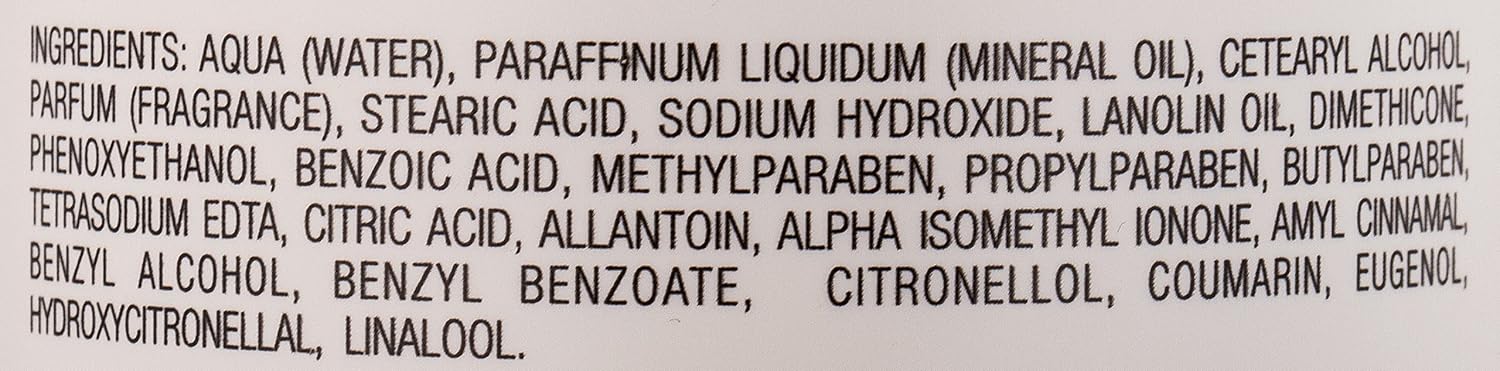 INGREDIENTS: AQUA (WATER), PARAFFINUM LIQUIDUM (MINERAL OIL), CETEARYL ALCOHOL,
PARFUM (FRAGRANCE), STEARIC ACID, SODIUM HYDROXIDE, LANOLIN OIL, DIMETHICONE,
PHENOXYETHANOL, BENZOIC ACID, METHYLPARABEN, PROPYLPARABEN, BUTYLPARABEN,
TETRASODIUM EDTA, CITRIC ACID, ALLANTOIN, ALPHA ISOMETHYL IONONE, AMYL CINNAMAL,
BENZYL ALCOHOL, BENZYL BENZOATE, CITRONELLOL, COUMARIN, EUGENOL,
HYDROXYCITRONELLAL, LINALOOL.